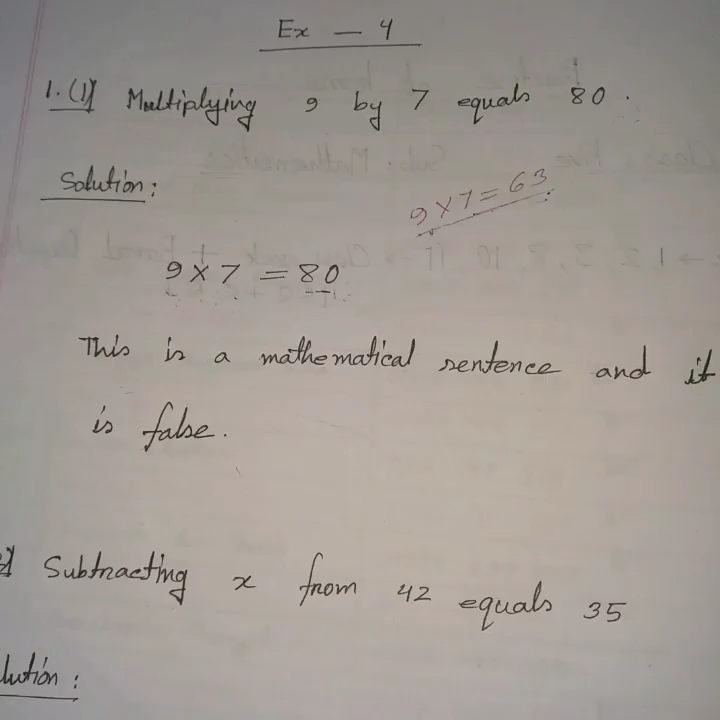 Ex — 4
1. (1) Multiplying 9 by 7 equals 80.
Solution:
9 x 7 = 63
9 x 7 = 80
This is a mathematical sentence and it
is false.
Subtracting x from 42 equals 35
lution: